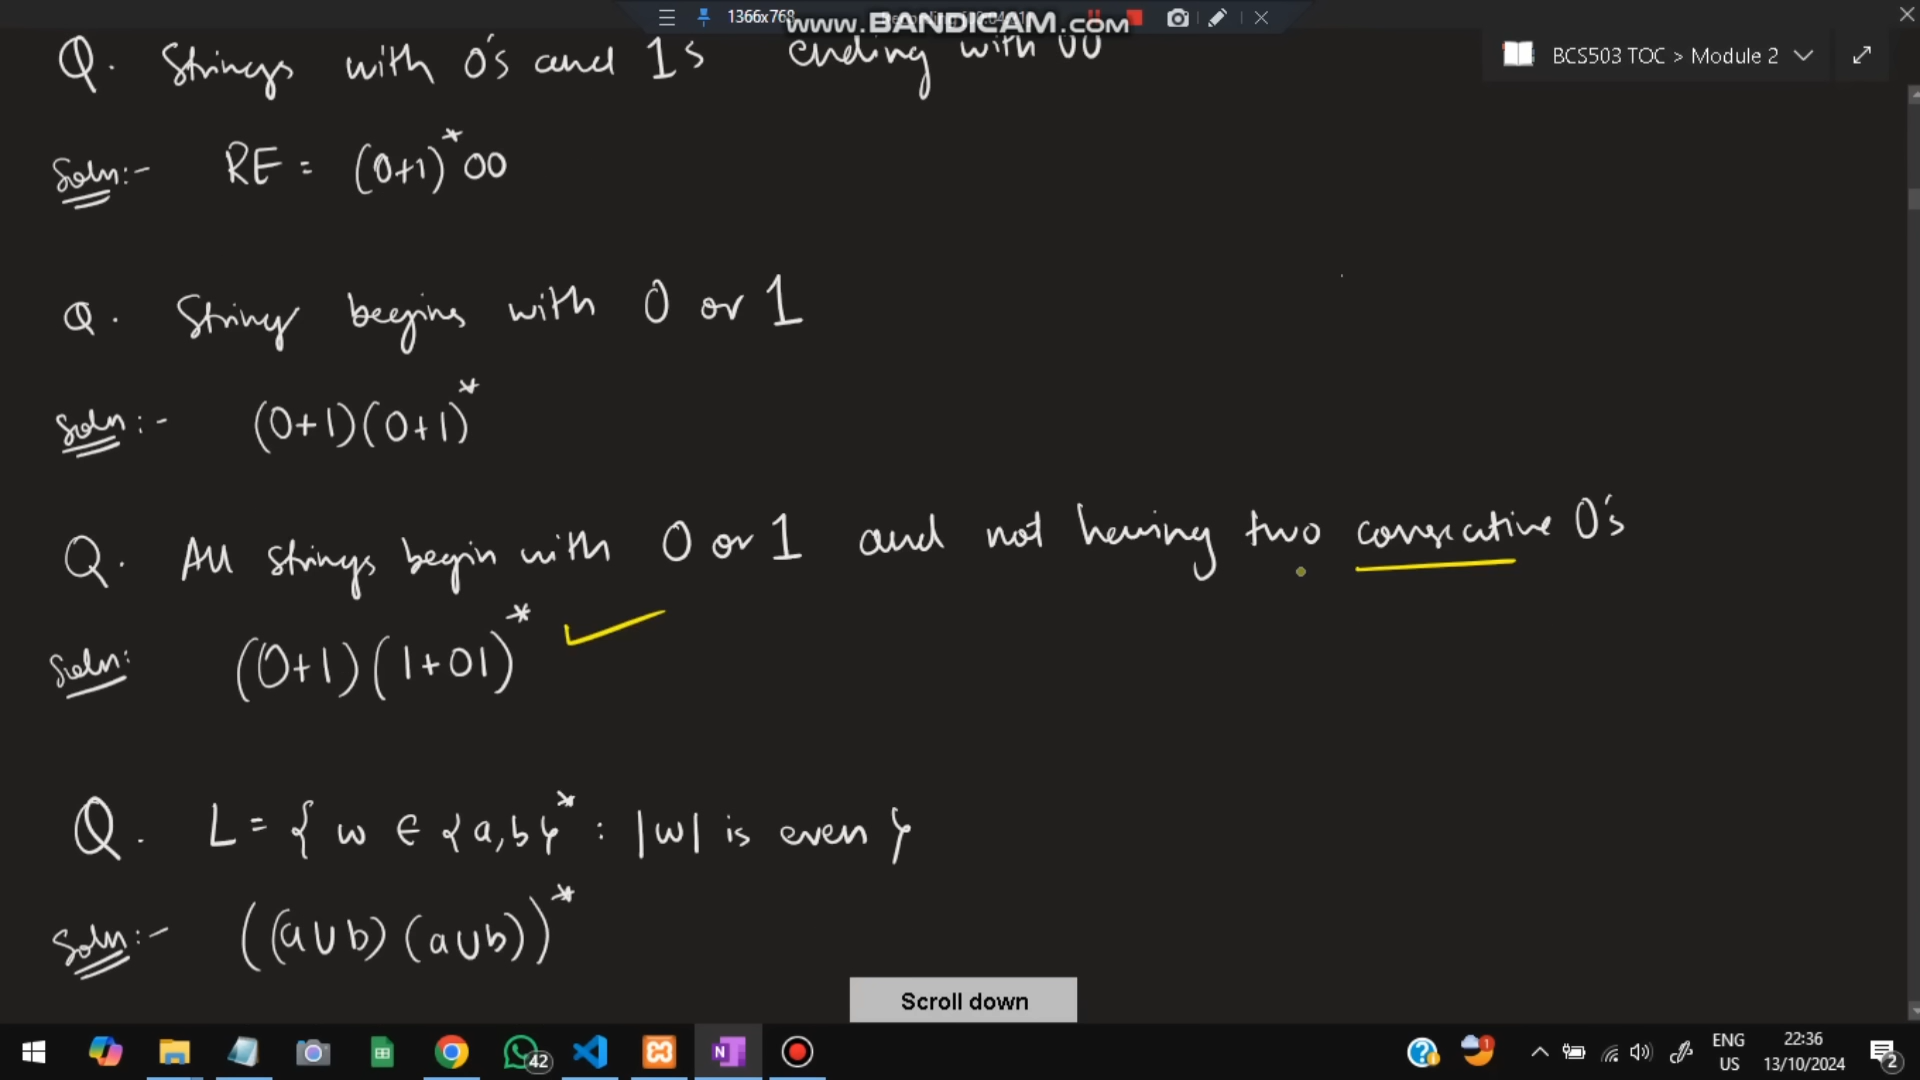 1366x768
www.BANDICAM.com
Q. Strings with 0's and 1s ending with 00
BCS503 TOC > Module 2
Soln:- RE = (0+1)*00
Q. Strings begins with 0 or 1
Soln:- (0+1)(0+1)*
Q. All strings begin with 0 or 1 and not having two consecutive 0's
Soln: (0+1)(1+01)*
Q. L = { w ∈ {a,b}* : |w| is even }
Soln:- ((a∪b)(a∪b))*
Scroll down
42
1
ENG
US
22:36
13/10/2024
2